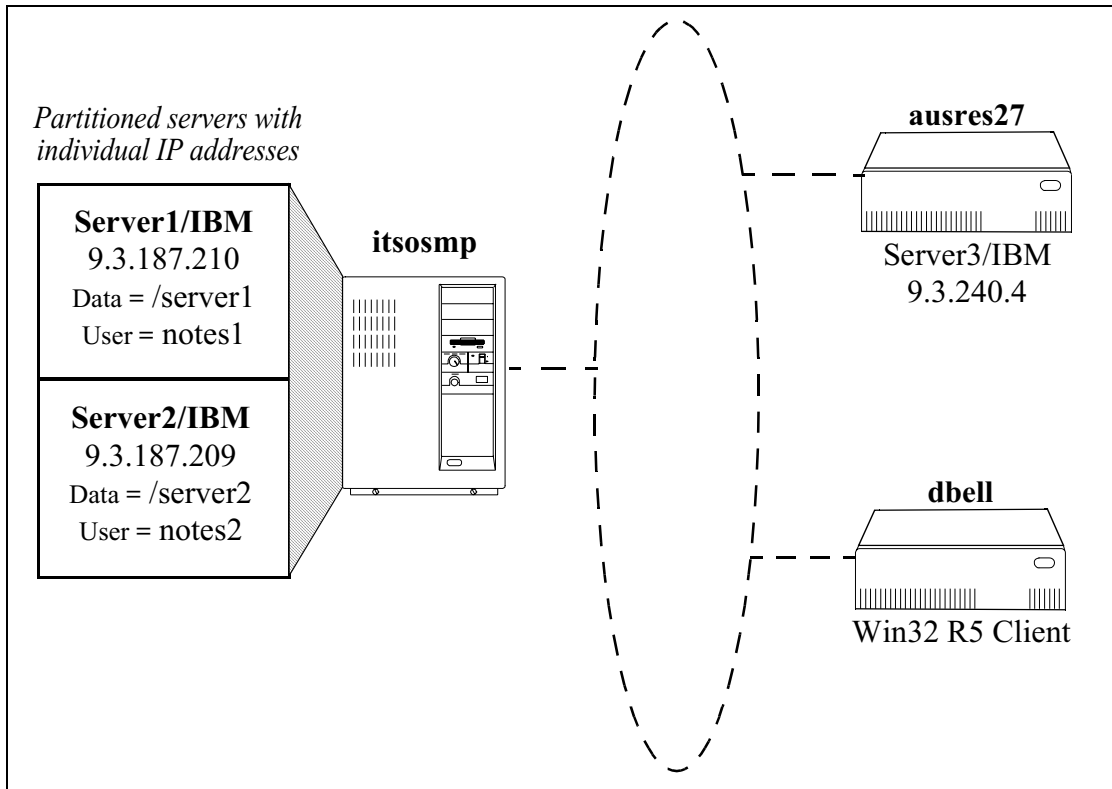 Partitioned servers with
individual IP addresses
Server1/IBM
9.3.187.210
Data = /server1
User = notes1
Server2/IBM
9.3.187.209
Data = /server2
User = notes2
itsosmp
ausres27
Server3/IBM
9.3.240.4
dbell
Win32 R5 Client